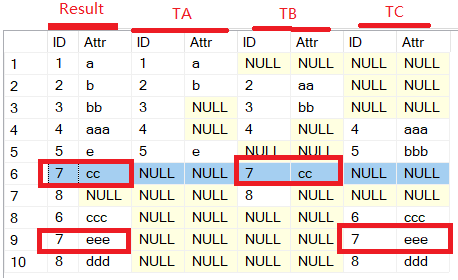 Result TA TB TC
ID Attr ID Attr ID Attr ID Attr
1 1 a 1 a NULL NULL NULL NULL
2 2 b 2 b 2 aa NULL NULL
3 3 bb 3 NULL 3 bb NULL NULL
4 4 aaa 4 NULL 4 NULL 4 aaa
5 5 e 5 e 5 NULL 5 bbb
6 7 cc NULL NULL 7 cc NULL NULL
7 8 NULL NULL NULL 8 NULL NULL NULL
8 6 ccc NULL NULL NULL NULL 6 ccc
9 7 eee NULL NULL NULL NULL 7 eee
10 8 ddd NULL NULL NULL NULL 8 ddd